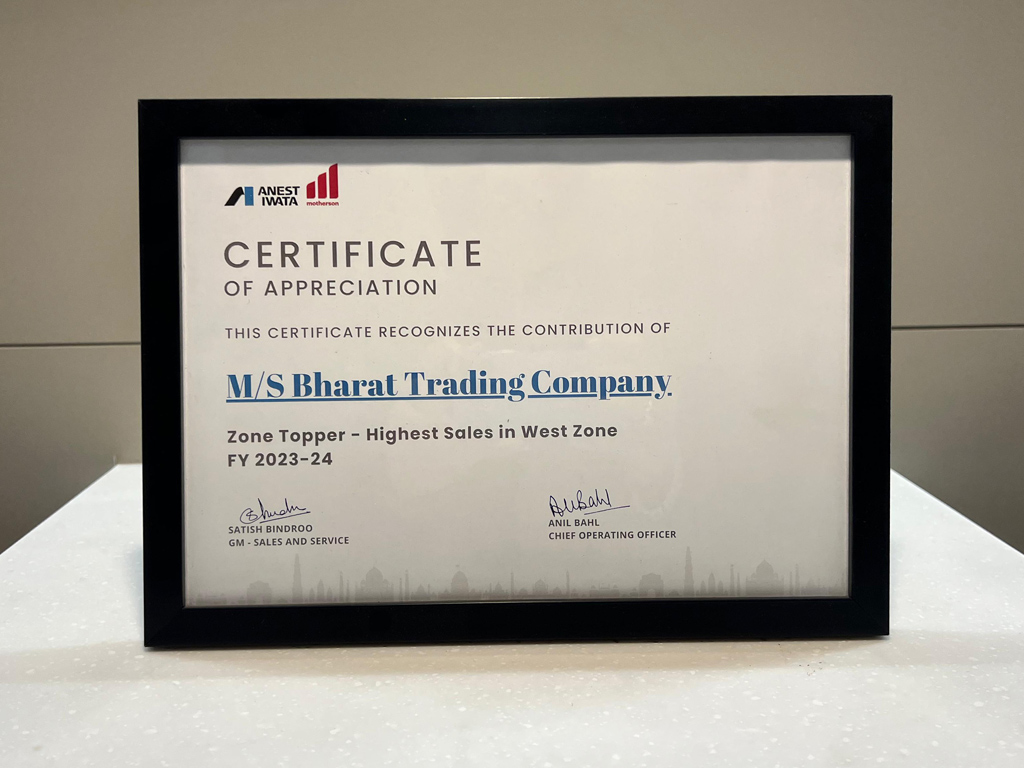 ANEST
IWATA
motherson
CERTIFICATE
OF APPRECIATION
THIS CERTIFICATE RECOGNIZES THE CONTRIBUTION OF
M/S Bharat Trading Company
Zone Topper - Highest Sales in West Zone
FY 2023-24
SATISH BINDROO
GM - SALES AND SERVICE
ANIL BAHL
CHIEF OPERATING OFFICER